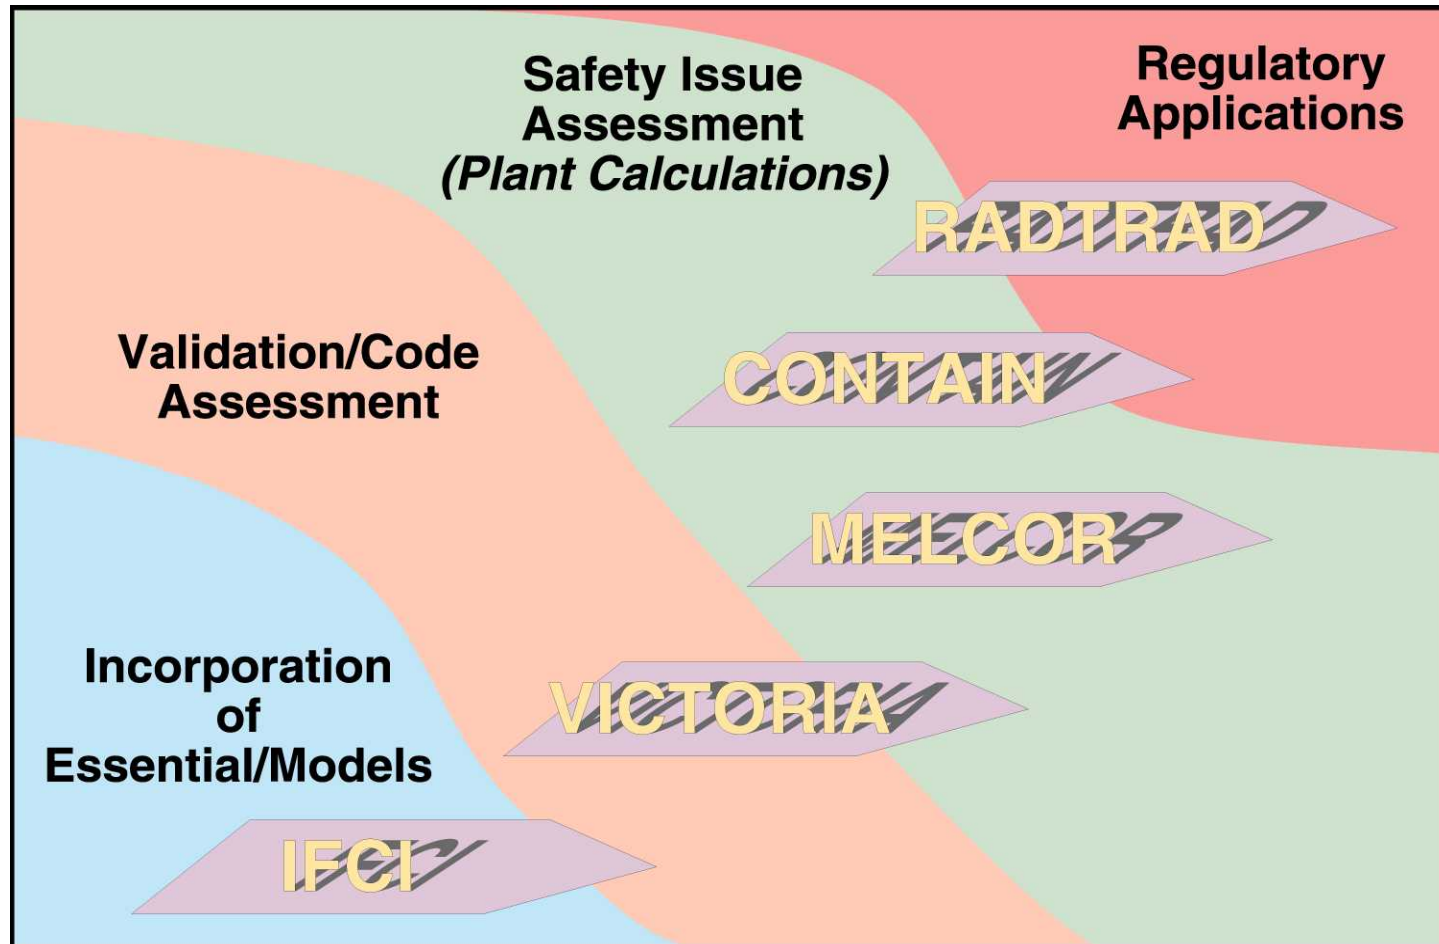 Safety Issue
Assessment
(Plant Calculations)
Regulatory
Applications
RADTRAD
Validation/Code
Assessment
CONTAIN
MELCOR
Incorporation
of
Essential/Models
VICTORIA
IFCI